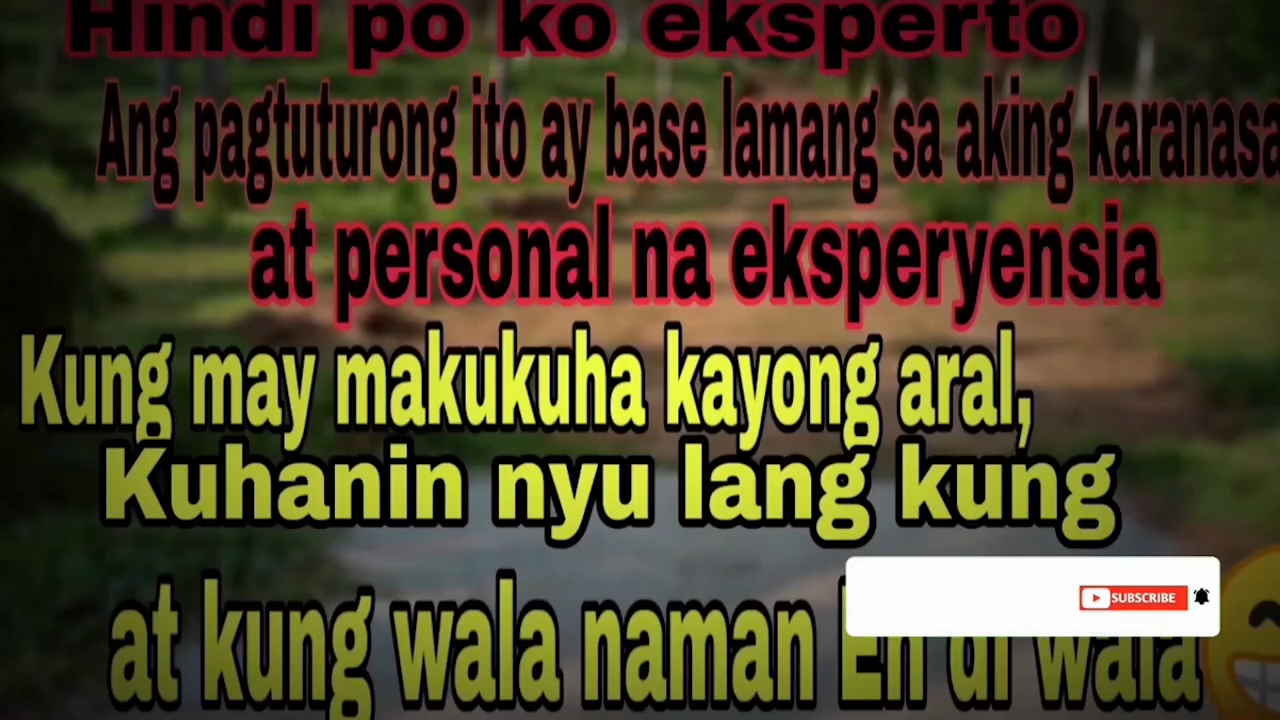 Hindi po ko eksperto
Ang pagtuturong ito ay base lamang sa aking
at personal na eksperyensia
Kung may makukuha kayong aral,
Kuhanin nyu lang kung
at kung wala naman Eh di wala
SUBSCRIBE